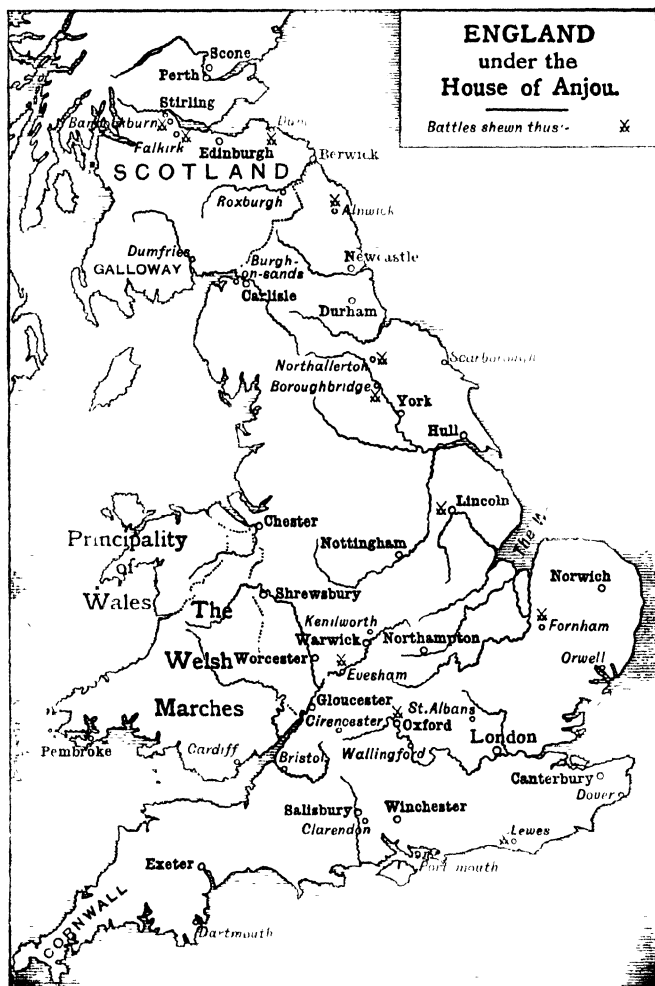 ENGLAND
under the
House of Anjou.
Battles shewn thus:-
Scone
Perth
Stirling
Falkirk
Edinburgh
Berwick
SCOTLAND
Roxburgh
Alnwick
Dumfries
GALLOWAY
Burgh-
on-sands
Carlisle
Newcastle
Durham
Northallerton
Scarborough
Boroughbridge
York
Hull
Lincoln
Chester
Nottingham
The
Principality
of
Wales
Norwich
Shrewsbury
The
Kenilworth
Warwick
Northampton
Fornham
Welsh
Worcester
Evesham
Orwell
Marches
Gloucester
Cirencester
St. Albans
Oxford
London
Pembroke
Cardiff
Bristol
Wallingford
Canterbury
Dover
Salisbury
Clarendon
Winchester
Lewes
Exeter
CORNWALL
Dartmouth